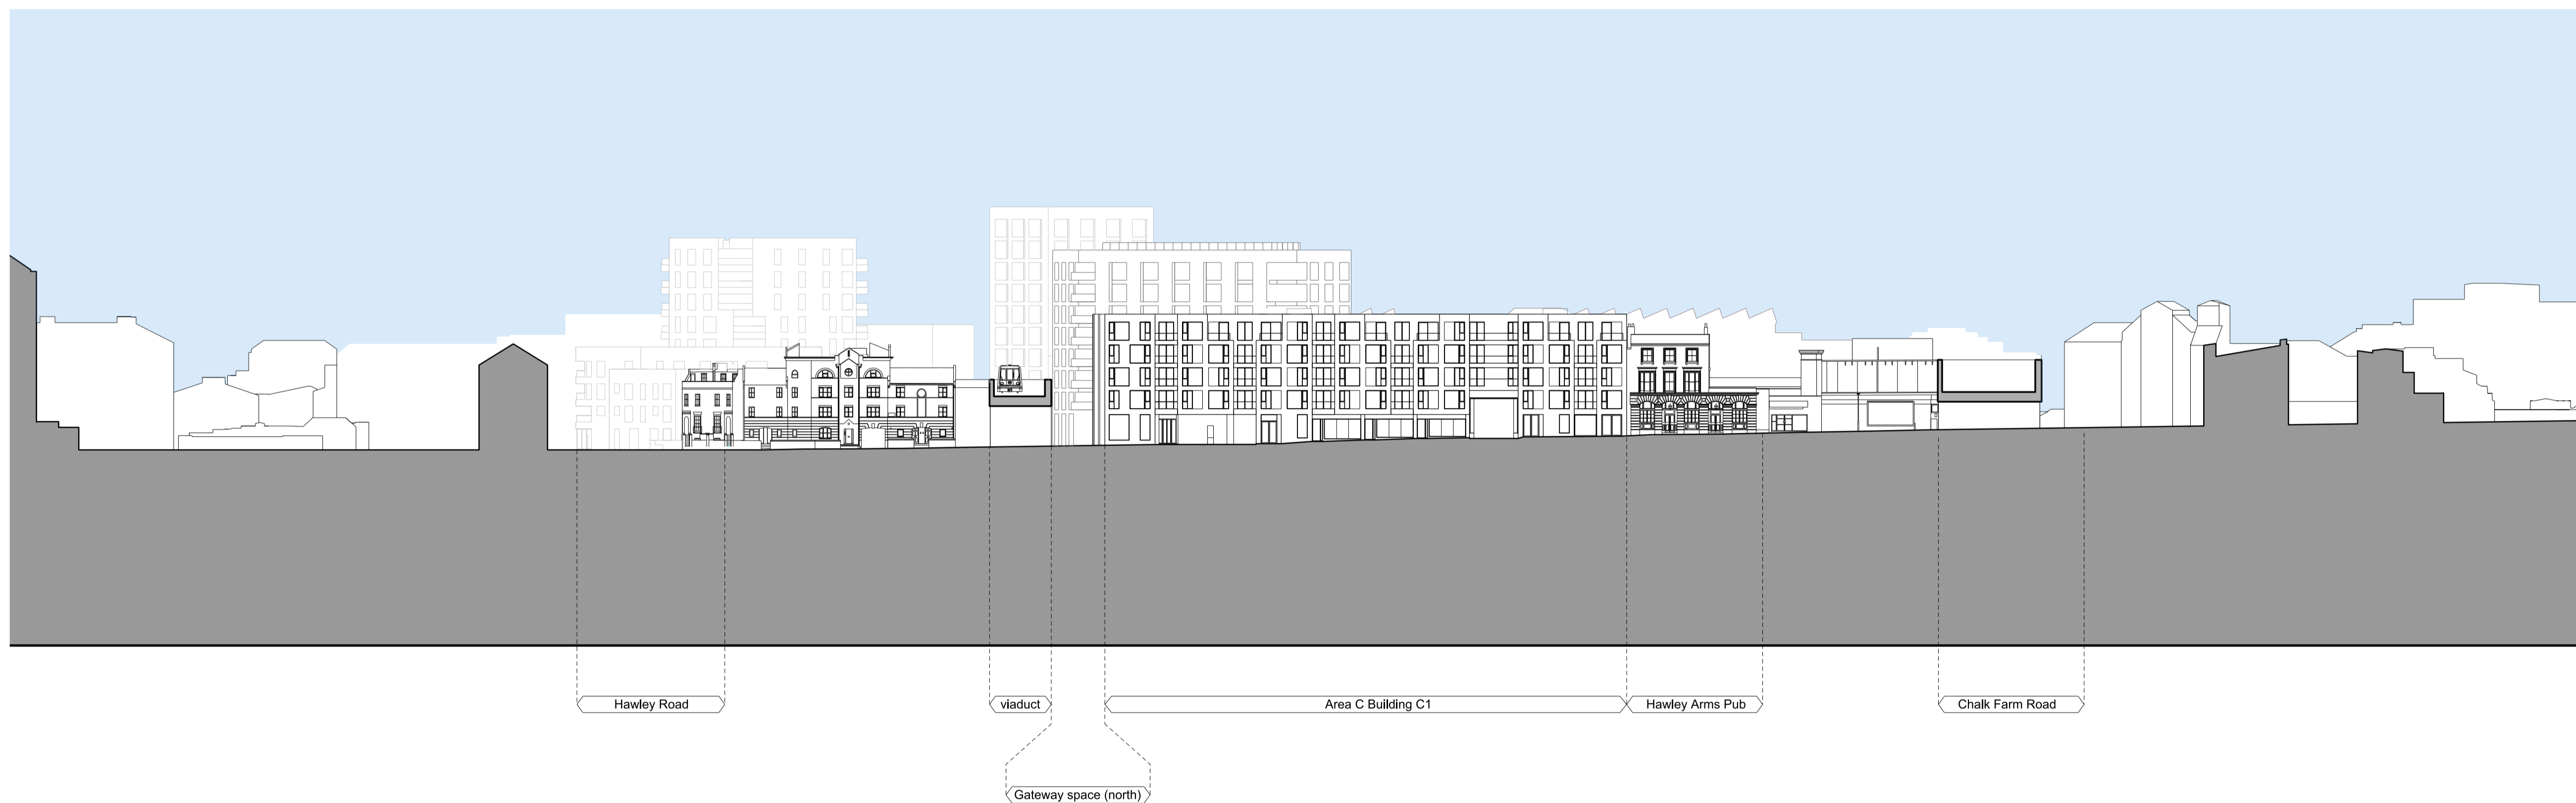 Hawley Road
viaduct
Area C Building C1
Hawley Arms Pub
Chalk Farm Road
Gateway space (north)